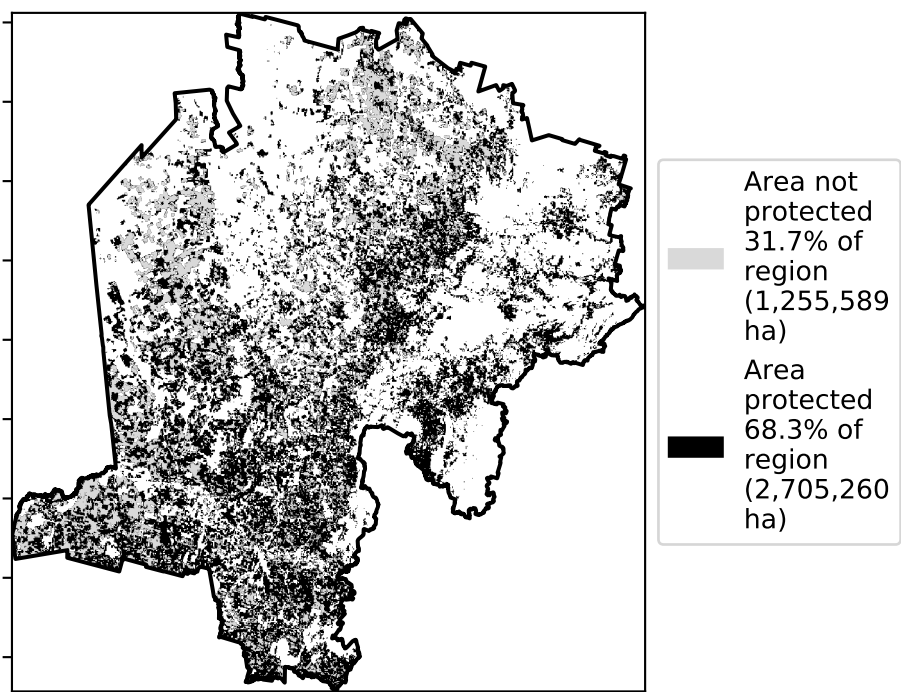 Area not
protected
31.7% of
region
(1,255,589
ha)
Area
protected
68.3% of
region
(2,705,260
ha)